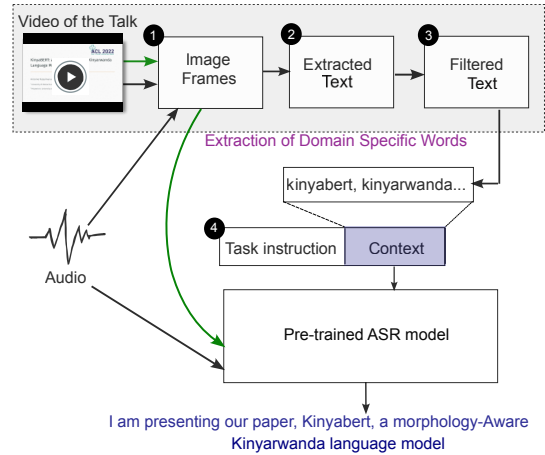 Video of the Talk
ACL 2022
Language M
1
Image
Frames
2
Extracted
Text
3
Filtered
Text
Extraction of Domain Specific Words
kinyabert, kinyarwanda...
4
Task instruction
Context
Audio
Pre-trained ASR model
I am presenting our paper, Kinyabert, a morphology-Aware
Kinyarwanda language model